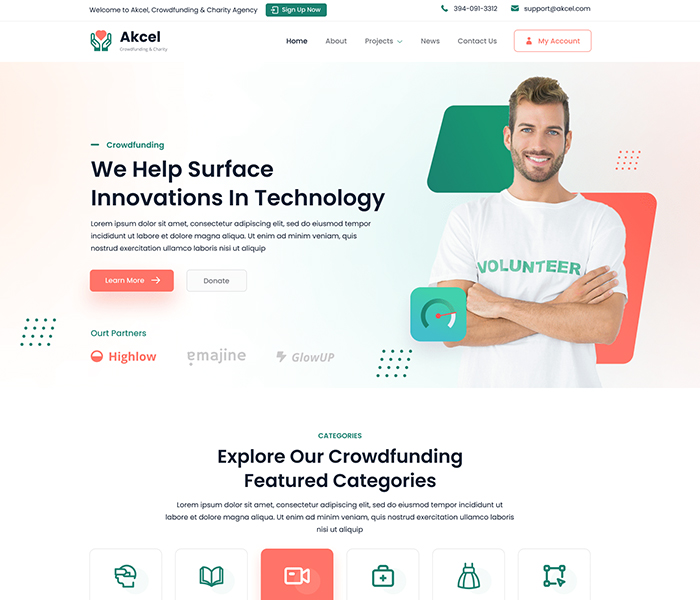 Welcome to Akcel, Crowdfunding & Charity Agency
Sign Up Now
394-091-3312
support@akcel.com
Akcel
Crowdfunding & Charity
Home
About
Projects
News
Contact Us
My Account
Crowdfunding
We Help Surface
Innovations In Technology
Lorem ipsum dolor sit amet, consectetur adipiscing elit, sed do eiusmod tempor
incididunt ut labore et dolore magna aliqua. Ut enim ad minim veniam, quis
nostrud exercitation ullamco laboris nisi ut aliquip
Learn More
Donate
VOLUNTEER
Ourt Partners
Highlow
emajine
GlowUP
CATEGORIES
Explore Our Crowdfunding
Featured Categories
Lorem ipsum dolor sit amet, consectetur adipiscing elit, sed do eiusmod tempor incididunt ut
labore et dolore magna aliqua. Ut enim ad minim veniam, quis nostrud exercitation ullamco laboris
nisi ut aliquip